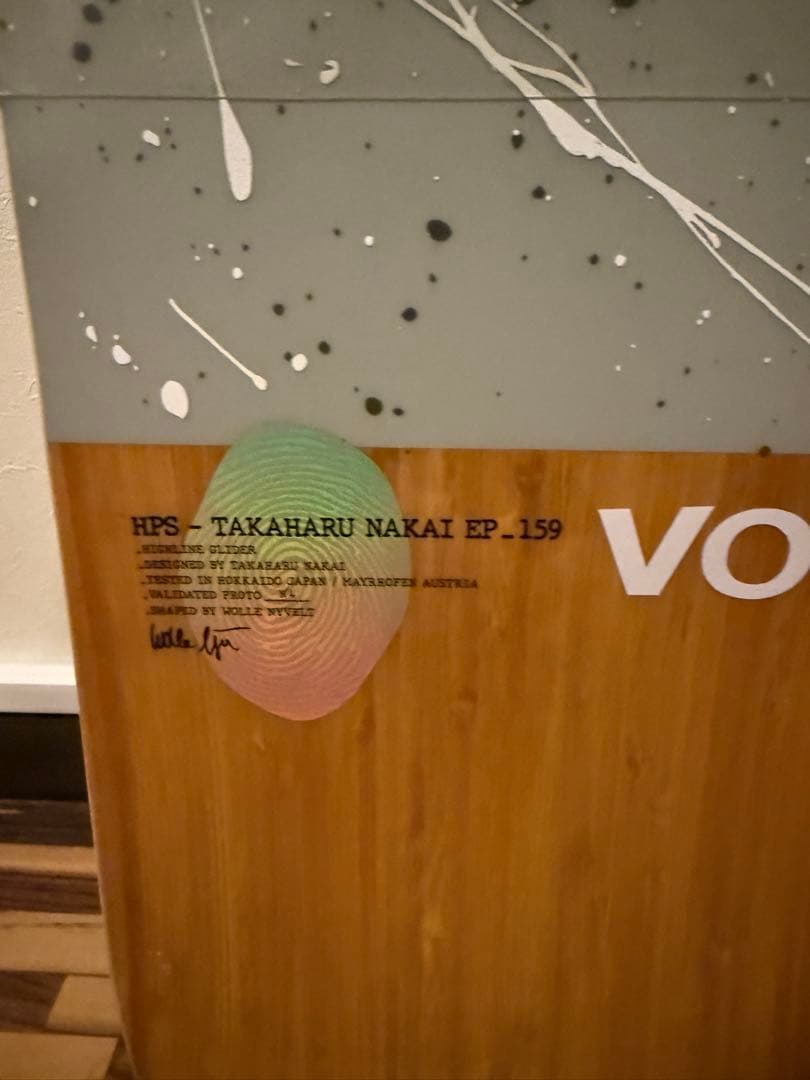 HPS - TAKAHARU NAKAI EP_159
VO
.HIGHLINE GLIDER
.DESIGNED BY TAKAHARU NAKAI
.TESTED IN HOKKAIDO JAPAN / MAYRHOFEN AUSTRIA
.VALIDATED PROTO
.SHAPED BY WOLLE NYVELT